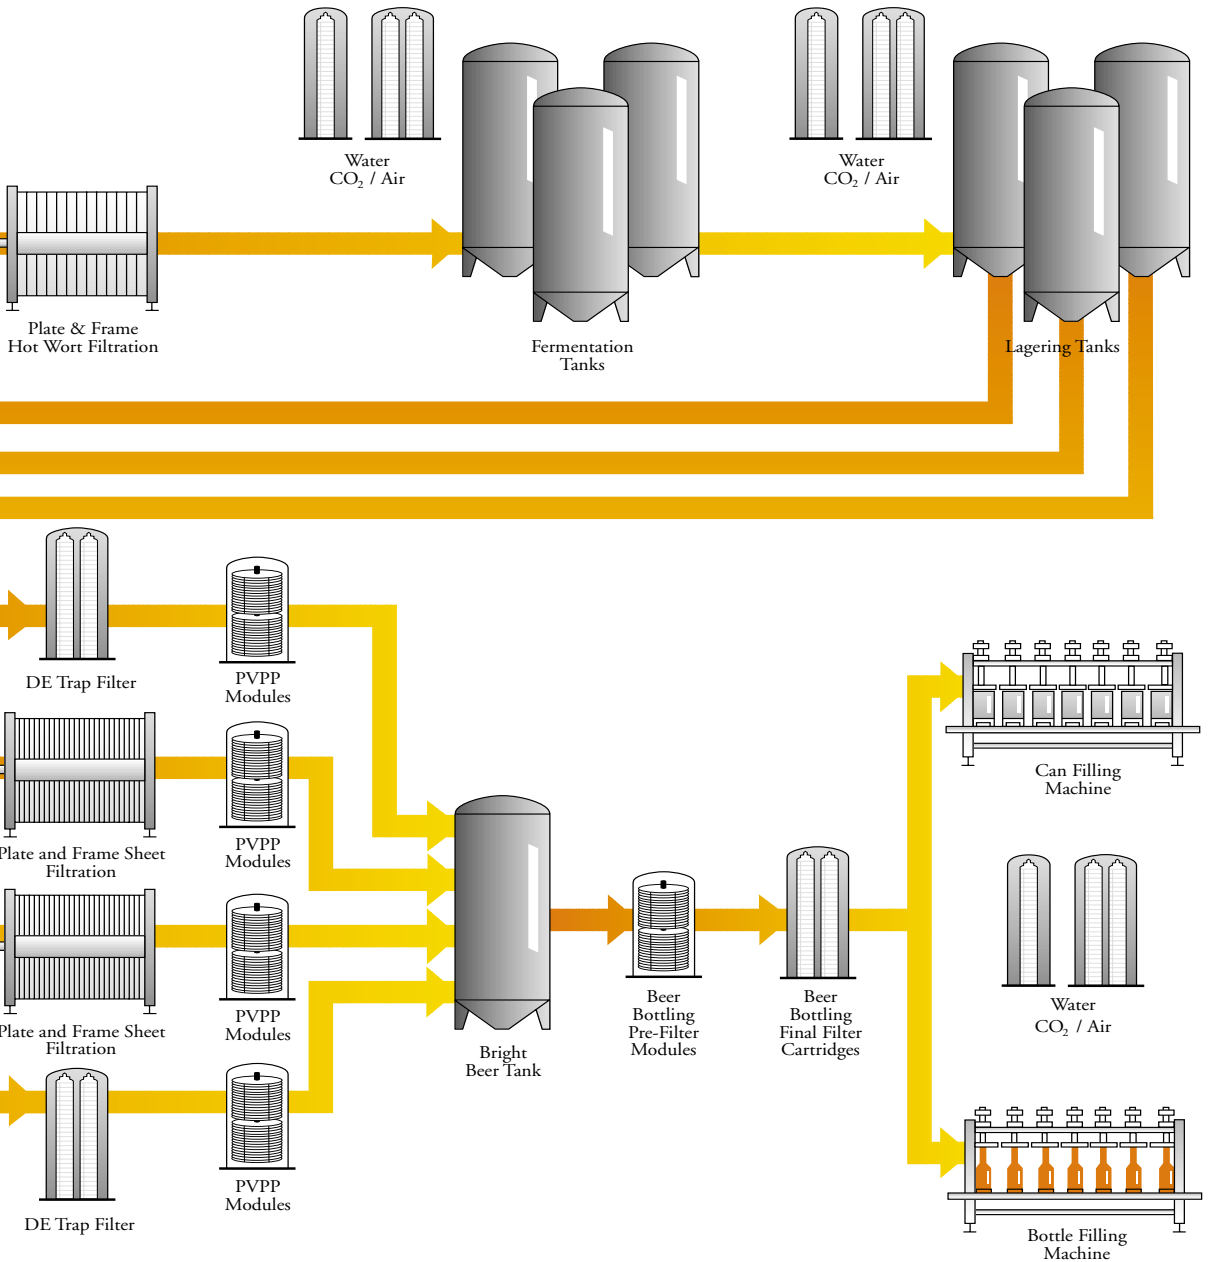 Water
CO₂ / Air
Water
CO₂ / Air
Plate & Frame
Hot Wort Filtration
Fermentation
Tanks
Lagering Tanks
DE Trap Filter
PVPP
Modules
Plate and Frame Sheet
Filtration
PVPP
Modules
Can Filling
Machine
Plate and Frame Sheet
Filtration
PVPP
Modules
Bright
Beer Tank
Beer
Bottling
Pre-Filter
Modules
Beer
Bottling
Final Filter
Cartridges
Water
CO₂ / Air
DE Trap Filter
PVPP
Modules
Bottle Filling
Machine